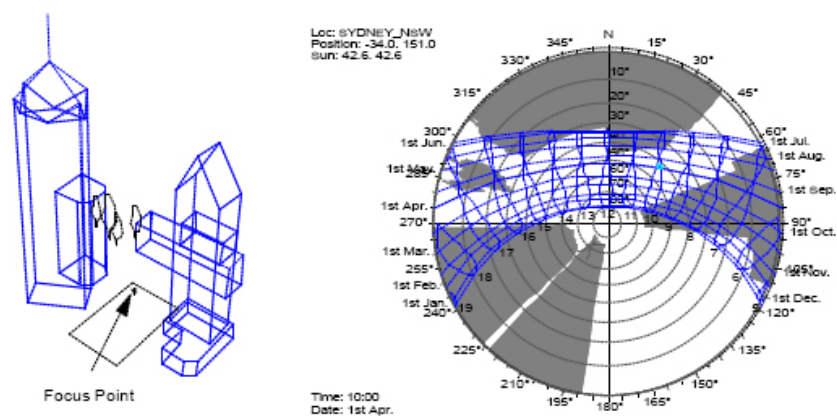 Loc: SYDNEY_NSW
Position: -34.0, 151.0
Sun: 42.6, 42.6
N
345°
15°
330°
30°
315°
45°
300°
60°
10°
20°
30°
60°
1st Jun.
1st Jul.
1st Aug.
1st May.
285°
75°
1st Sep.
1st Apr.
270°
90°
1st Oct.
16
15
14
13
12
11
10
9
8
7
6
17
18
19
1st Mar.
255°
105°
1st Nov.
1st Feb.
1st Jan.
240°
1st Dec.
120°
225°
135°
210°
150°
195°
180°
165°
Focus Point
Time: 10:00
Date: 1st Apr.